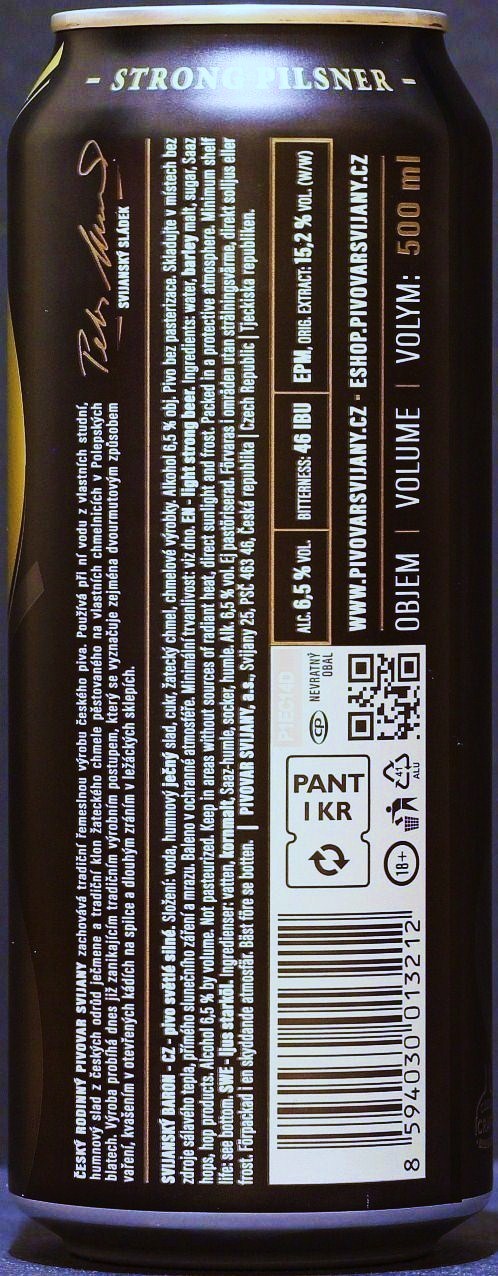 - STRONG PILSNER -
ČESKÝ RODINNÝ PIVOVAR SVIJANY zachovává tradiční řemeslnou výrobu českého piva. Používá při ní vodu z vlastních studní,
humnový slad z českých odrůd ječmene a tradiční klon žateckého chmele pěstovaného na vlastních chmelnicích v Polepských
blatech. Výroba probíhá dnes již zanikajícím tradičním výrobním postupem, který se vyznačuje zejména dvourmutovým způsobem
vaření, kvašením v otevřených kádích na spilce a dlouhým zráním v ležáckých sklepích.
SVIJANSKÝ SLÁDEK
SVIJANSKÝ BARON - CZ - pivo světlé silné. Složení: voda, humnový ječný slad, cukr, žatecký chmel, chmelové výrobky. Alkohol 6,5 % obj. Pivo bez pasterizace. Skladujte v místech bez
zdroje sálavého tepla, přímého slunečního záření a mrazu. Baleno v ochranné atmosféře. Minimální trvanlivost: viz dno. EN - light strong beer. Ingredients: water, barley malt, sugar, Saaz
hops, hop products. Alcohol 6,5 % by volume. Not pasteurized. Keep in areas without sources of radiant heat, direct sunlight and frost. Packed in a protective atmosphere. Minimum shelf
life: see bottom. SWE - ljus starköl. Ingredienser: vatten, kornmalt, Saaz-humle, socker, humle. Alk. 6,5 % vol. Ej pastöriserad. Förvaras i områden utan strålningsvärme, direkt solljus eller
frost. Förpackad i en skyddande atmosfär. Bäst före se botten. | PIVOVAR SVIJANY, a.s., Svijany 25, PSČ 463 46, Česká republika | Czech Republic | Tjeckiska republiken.
ALC. 6,5 % VOL. BITTERNESS: 46 IBU EPM, ORIG. EXTRACT: 15,2 % VOL. (W/W)
WWW.PIVOVARSVIJANY.CZ · ESHOP.PIVOVARSVIJANY.CZ
OBJEM | VOLUME | VOLYM: 500 ml
NEVRATNÝ
OBAL
PANT
1 KR
18+
41
ALU
8 594030 013212